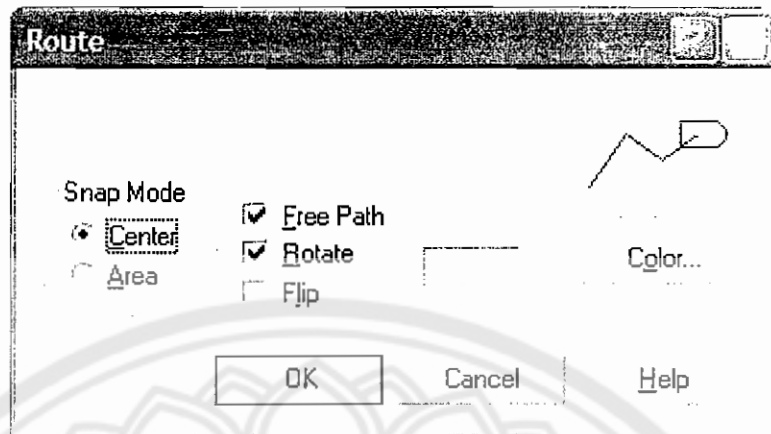 Route
Snap Mode
Center
Area
Free Path
Rotate
Flip
Color...
OK
Cancel
Help